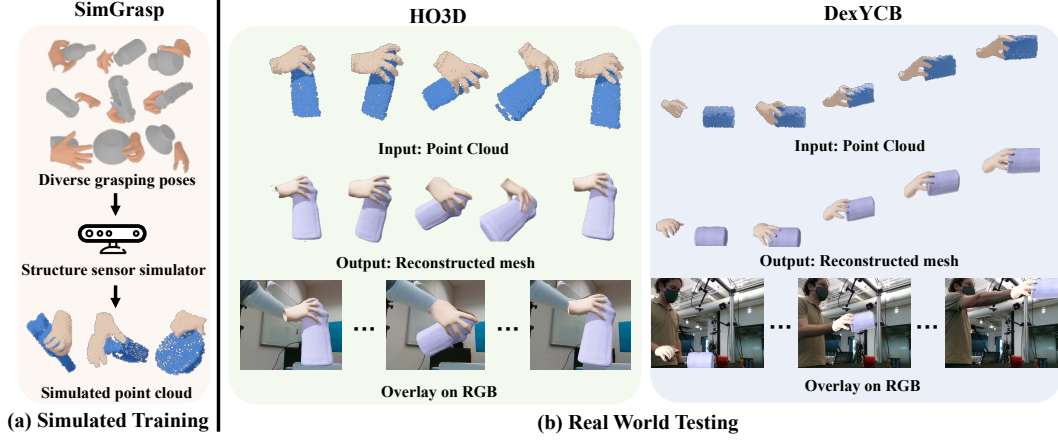 SimGrasp
Diverse grasping poses
Structure sensor simulator
Simulated point cloud
(a) Simulated Training
HO3D
Input: Point Cloud
Output: Reconstructed mesh
...
...
Overlay on RGB
DexYCB
Input: Point Cloud
Output: Reconstructed mesh
...
...
Overlay on RGB
(b) Real World Testing